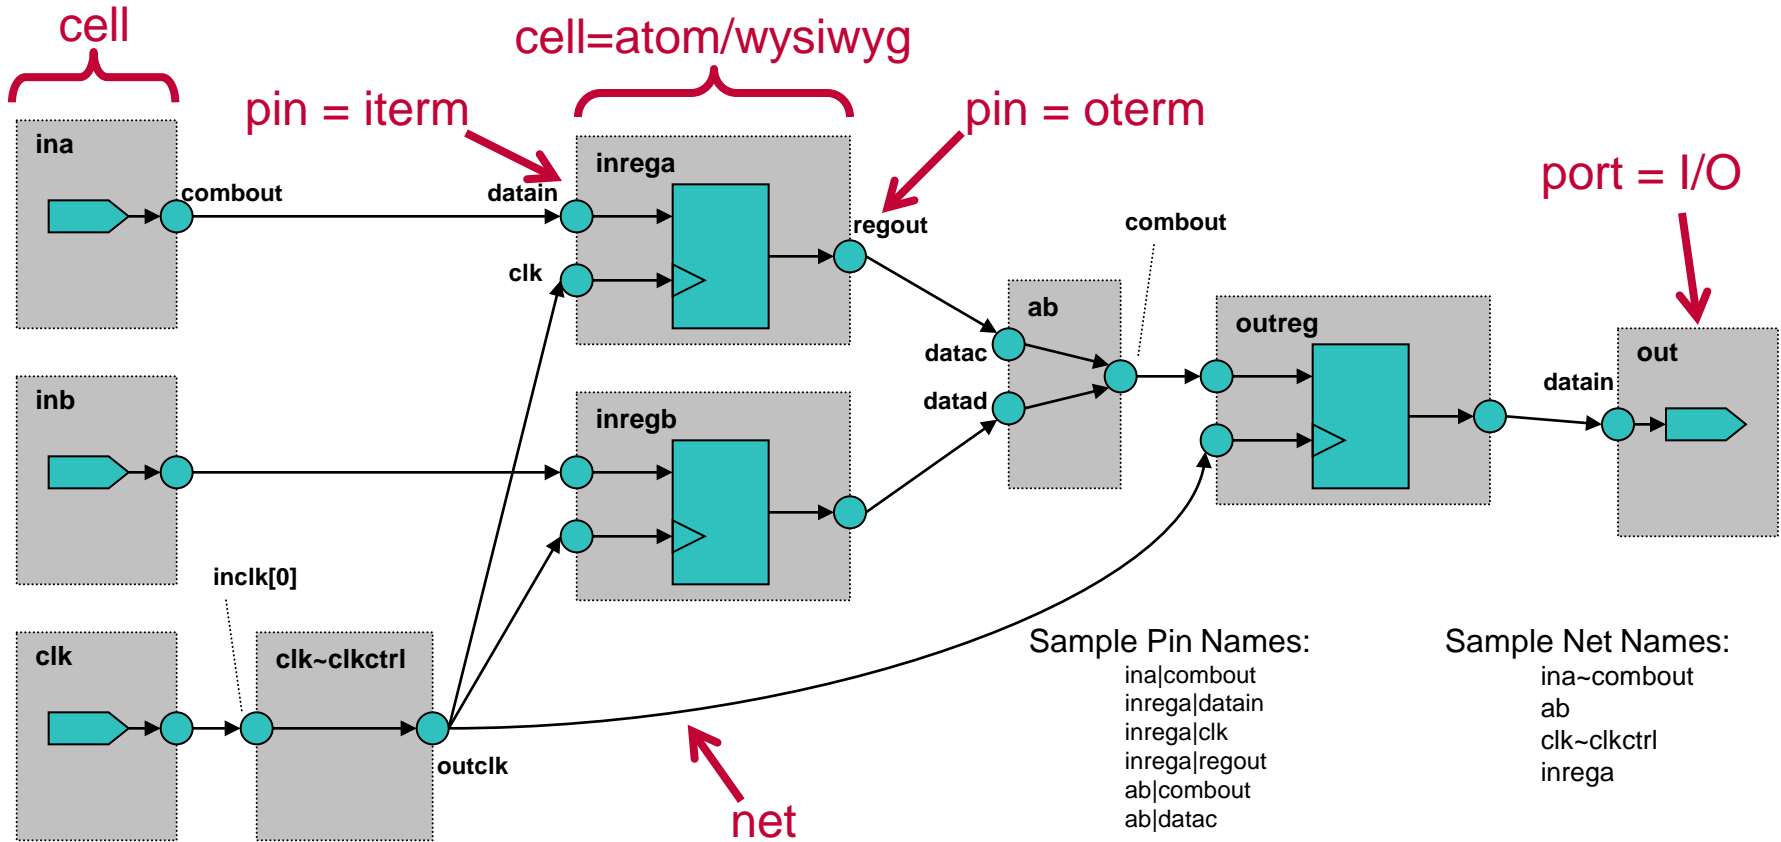 cell
cell=atom/wysiwyg
pin = iterm
pin = oterm
port = I/O
ina
combout
datain
inrega
clk
regout
combout
ab
datac
datad
outreg
out
datain
inb
inregb
inclk[0]
clk
clk~clkctrl
outclk
net
Sample Pin Names:
ina|combout
inrega|datain
inrega|clk
inrega|regout
ab|combout
ab|datac
Sample Net Names:
ina~combout
ab
clk~clkctrl
inrega